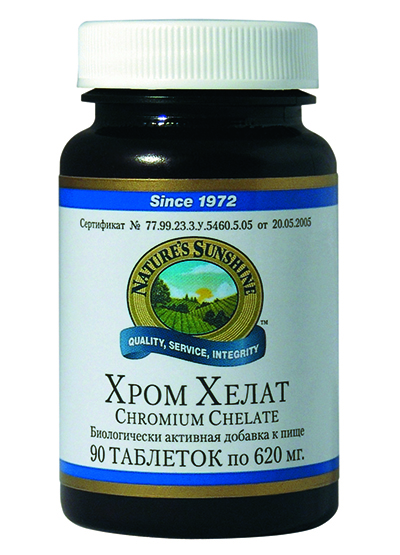 Since 1972
Сертификат № 77.99.23.3.У.5460.5.05 от 20.05.2005
NATURE'S SUNSHINE
™
QUALITY, SERVICE, INTEGRITY
ХРОМ ХЕЛАТ
CHROMIUM CHELATE
Биологически активная добавка к пище
90 ТАБЛЕТОК по 620 мг.